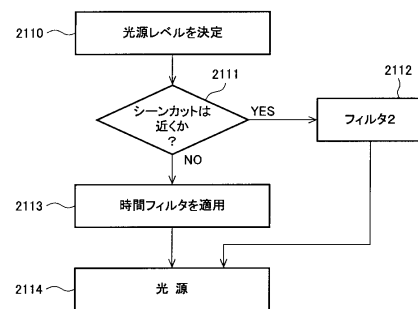 2110
光源レベルを決定
2111
2112
シーンカットは
近くか
?
YES
フィルタ2
NO
2113
時間フィルタを適用
2114
光 源